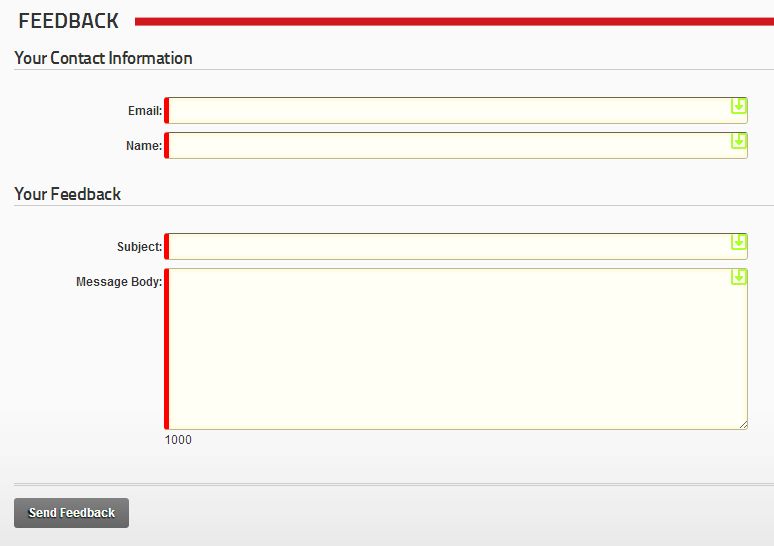 FEEDBACK
Your Contact Information
Email:
Name:
Your Feedback
Subject:
Message Body:
1000
Send Feedback